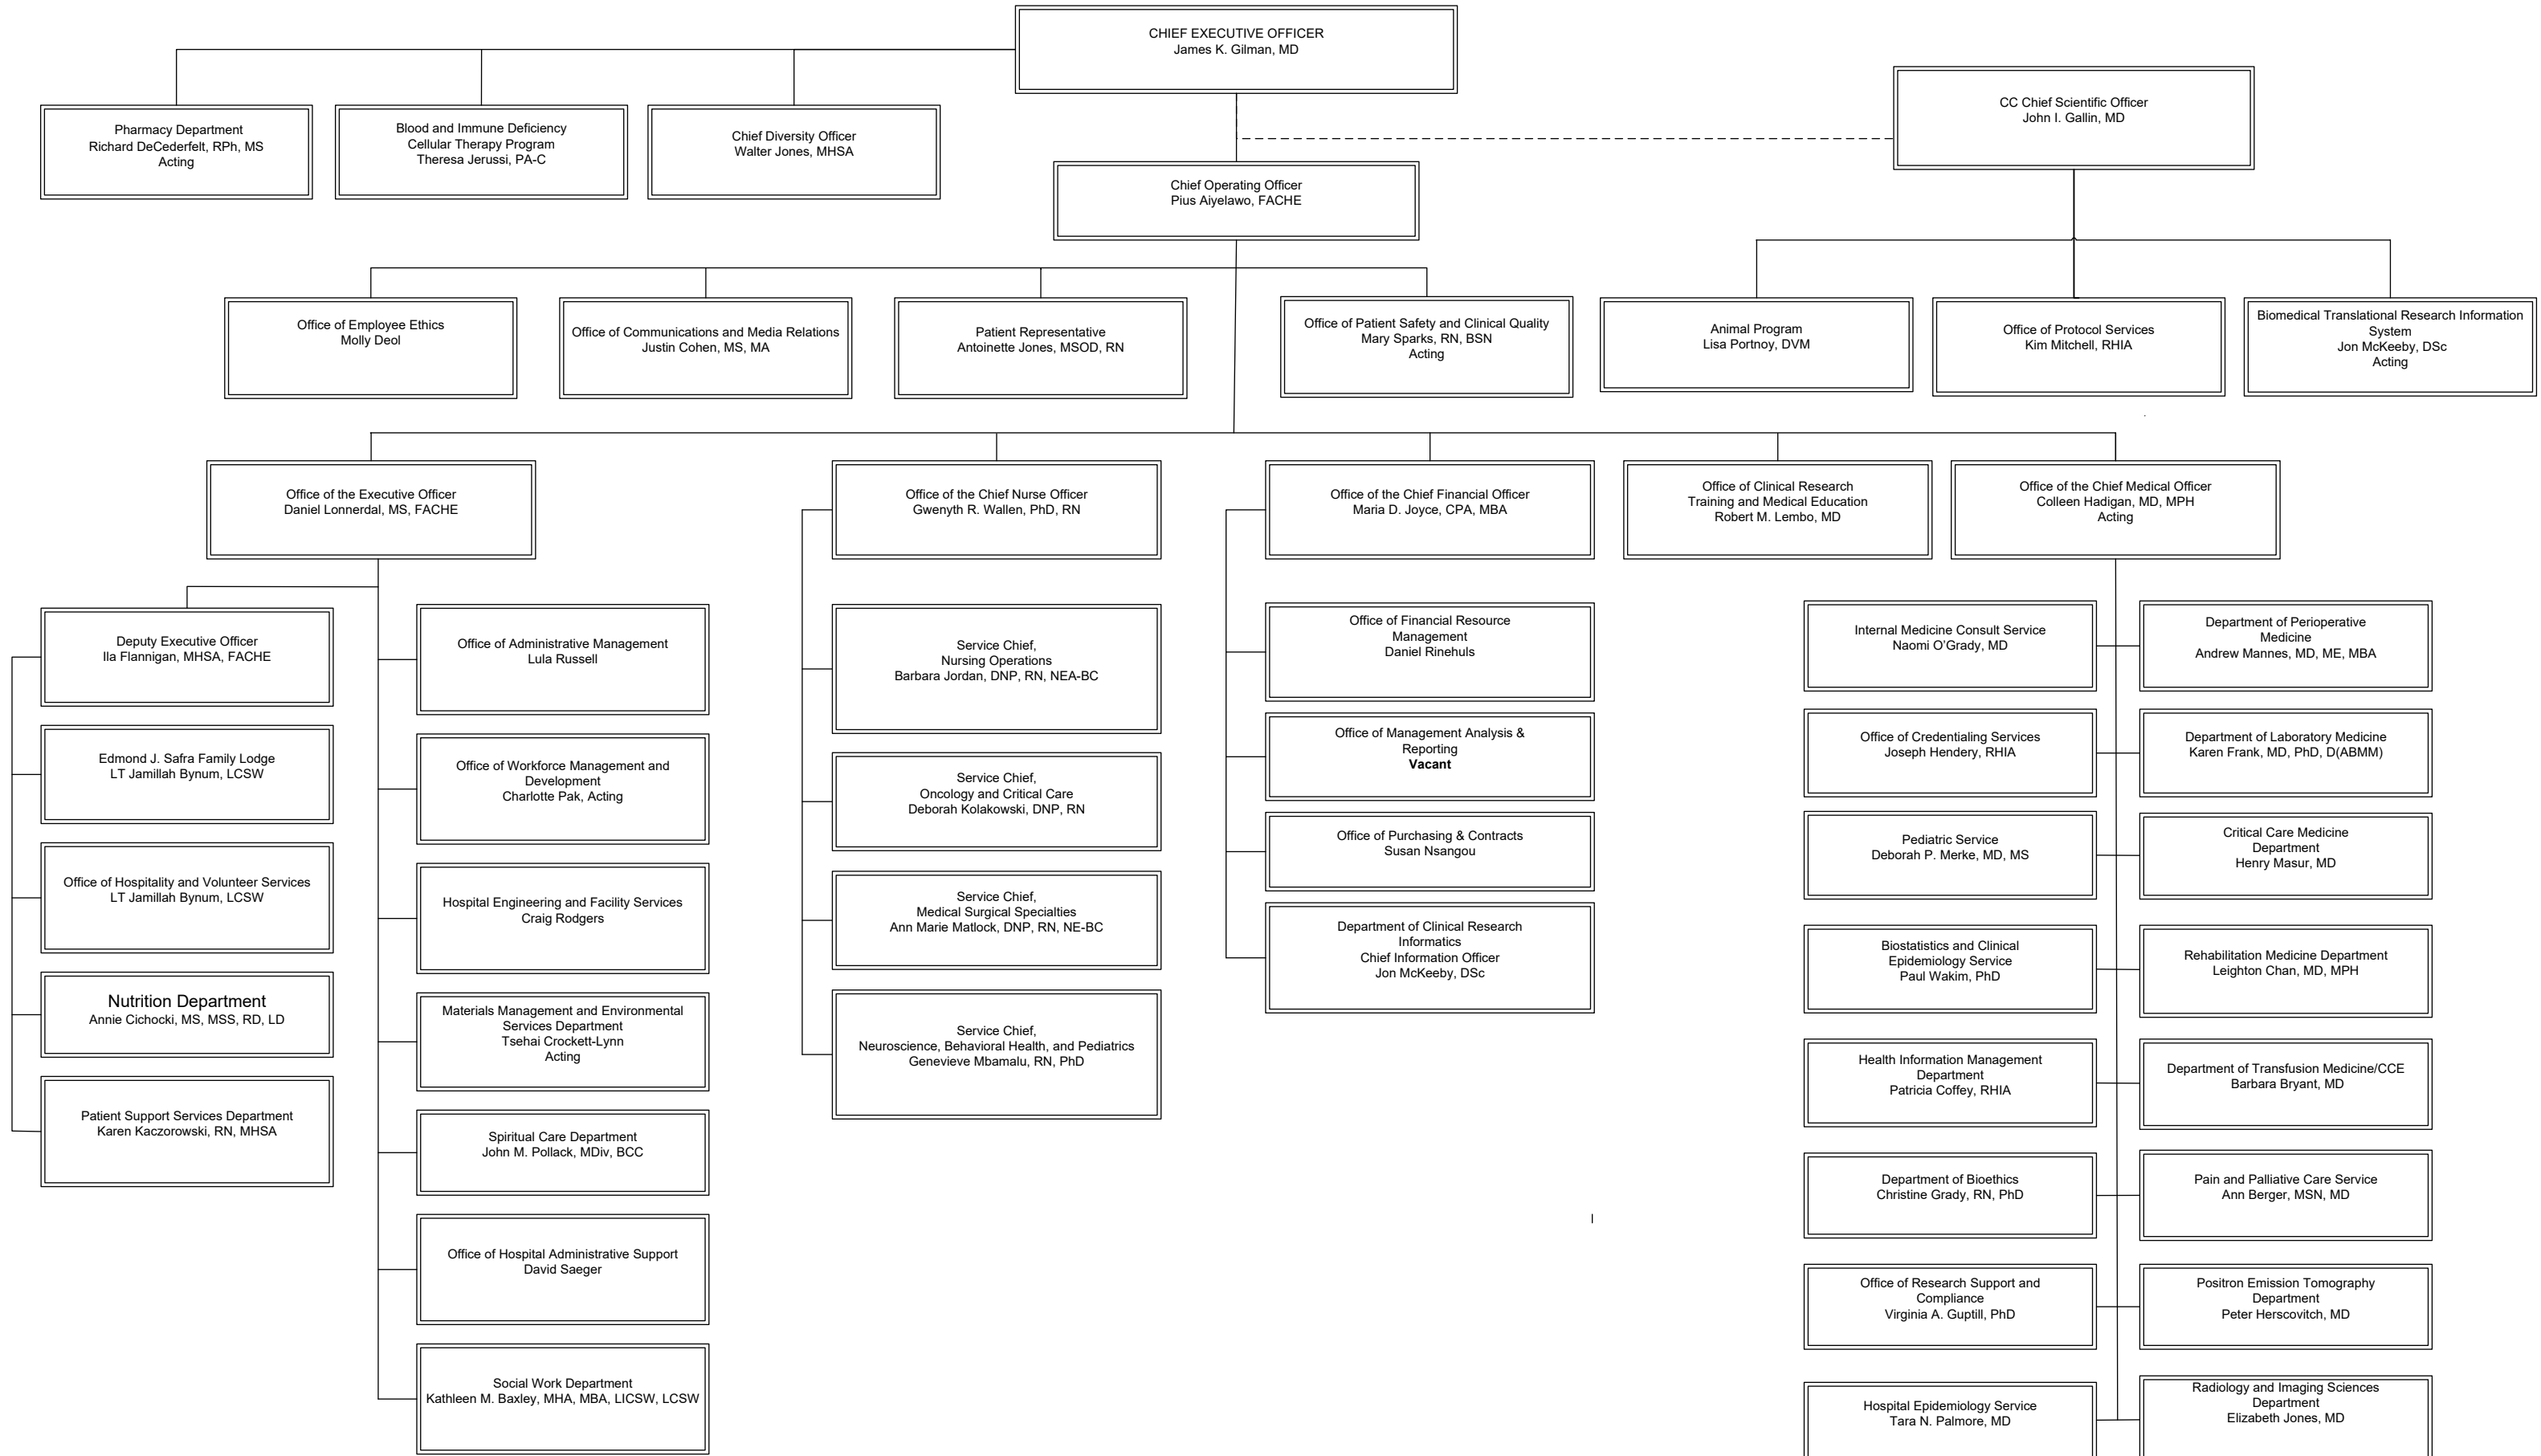 CHIEF EXECUTIVE OFFICER
James K. Gilman, MD
CC Chief Scientific Officer
John I. Gallin, MD
Pharmacy Department
Richard DeCederfelt, RPh, MS
Acting
Blood and Immune Deficiency
Cellular Therapy Program
Theresa Jerussi, PA-C
Chief Diversity Officer
Walter Jones, MHSA
Chief Operating Officer
Pius Aiyelawo, FACHE
Office of Employee Ethics
Molly Deol
Office of Communications and Media Relations
Justin Cohen, MS, MA
Patient Representative
Antoinette Jones, MSOD, RN
Office of Patient Safety and Clinical Quality
Mary Sparks, RN, BSN
Acting
Animal Program
Lisa Portnoy, DVM
Office of Protocol Services
Kim Mitchell, RHIA
Biomedical Translational Research Information
System
Jon McKeeby, DSc
Acting
Office of the Executive Officer
Daniel Lonnerdal, MS, FACHE
Office of the Chief Nurse Officer
Gwenyth R. Wallen, PhD, RN
Office of the Chief Financial Officer
Maria D. Joyce, CPA, MBA
Office of Clinical Research
Training and Medical Education
Robert M. Lembo, MD
Office of the Chief Medical Officer
Colleen Hadigan, MD, MPH
Acting
Deputy Executive Officer
Ila Flannigan, MHSA, FACHE
Edmond J. Safra Family Lodge
LT Jamillah Bynum, LCSW
Office of Hospitality and Volunteer Services
LT Jamillah Bynum, LCSW
Nutrition Department
Annie Cichocki, MS, MSS, RD, LD
Patient Support Services Department
Karen Kaczorowski, RN, MHSA
Office of Administrative Management
Lula Russell
Office of Workforce Management and
Development
Charlotte Pak, Acting
Hospital Engineering and Facility Services
Craig Rodgers
Materials Management and Environmental
Services Department
Tsehai Crockett-Lynn
Acting
Spiritual Care Department
John M. Pollack, MDiv, BCC
Office of Hospital Administrative Support
David Saeger
Social Work Department
Kathleen M. Baxley, MHA, MBA, LICSW, LCSW
Service Chief,
Nursing Operations
Barbara Jordan, DNP, RN, NEA-BC
Service Chief,
Oncology and Critical Care
Deborah Kolakowski, DNP, RN
Service Chief,
Medical Surgical Specialties
Ann Marie Matlock, DNP, RN, NE-BC
Service Chief,
Neuroscience, Behavioral Health, and Pediatrics
Genevieve Mbamalu, RN, PhD
Office of Financial Resource
Management
Daniel Rinehuls
Office of Management Analysis &
Reporting
Vacant
Office of Purchasing & Contracts
Susan Nsangou
Department of Clinical Research
Informatics
Chief Information Officer
Jon McKeeby, DSc
Internal Medicine Consult Service
Naomi O'Grady, MD
Office of Credentialing Services
Joseph Hendery, RHIA
Pediatric Service
Deborah P. Merke, MD, MS
Biostatistics and Clinical
Epidemiology Service
Paul Wakim, PhD
Health Information Management
Department
Patricia Coffey, RHIA
Department of Bioethics
Christine Grady, RN, PhD
Office of Research Support and
Compliance
Virginia A. Guptill, PhD
Hospital Epidemiology Service
Tara N. Palmore, MD
Department of Perioperative
Medicine
Andrew Mannes, MD, ME, MBA
Department of Laboratory Medicine
Karen Frank, MD, PhD, D(ABMM)
Critical Care Medicine
Department
Henry Masur, MD
Rehabilitation Medicine Department
Leighton Chan, MD, MPH
Department of Transfusion Medicine/CCE
Barbara Bryant, MD
Pain and Palliative Care Service
Ann Berger, MSN, MD
Positron Emission Tomography
Department
Peter Herscovitch, MD
Radiology and Imaging Sciences
Department
Elizabeth Jones, MD